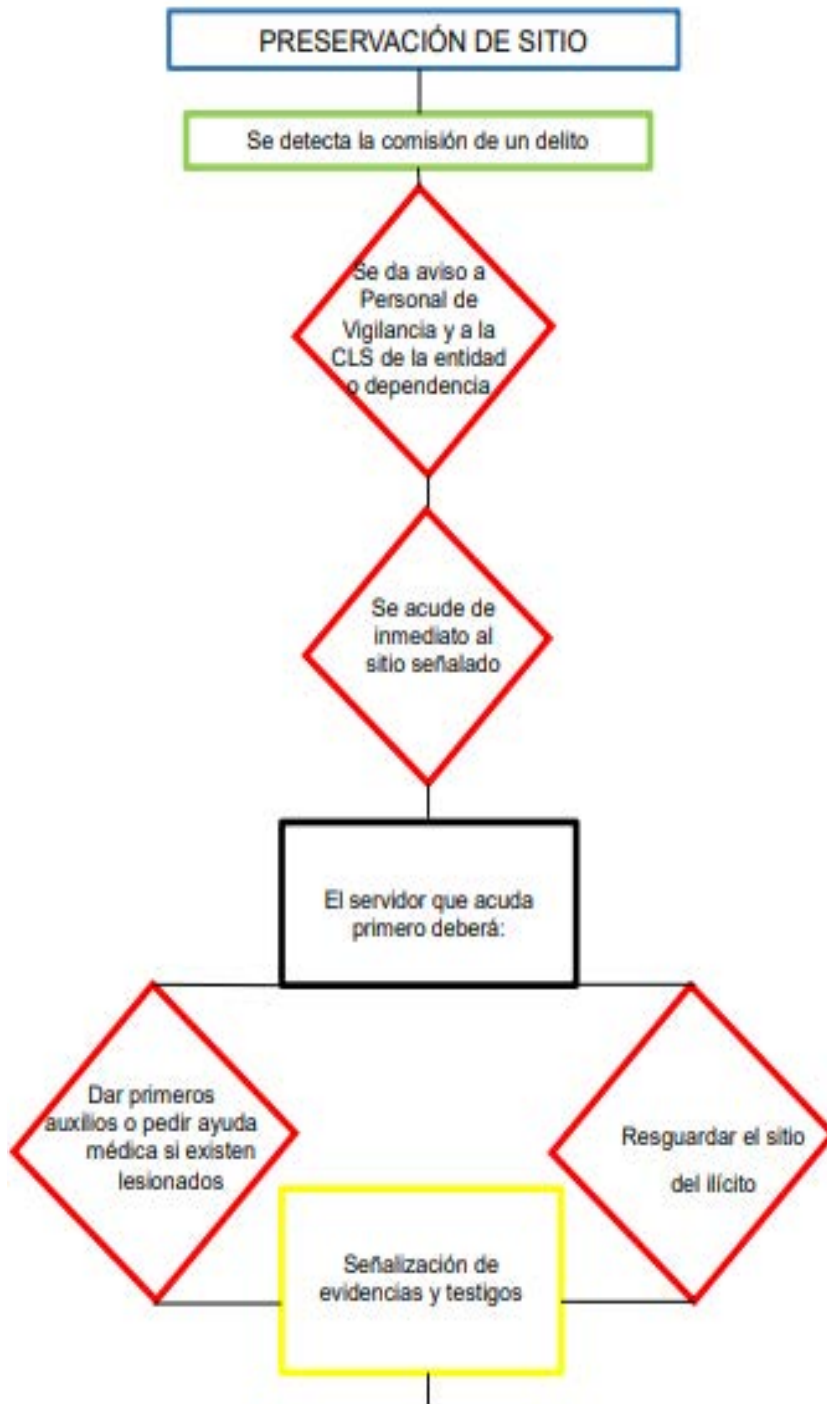 PRESERVACIÓN DE SITIO
Se detecta la comisión de un delito
Se da aviso a
Personal de
Vigilancia y a la
CLS de la entidad
o dependencia
Se acude de
inmediato al
sitio señalado
El servidor que acuda
primero deberá:
Dar primeros
auxilios o pedir ayuda
médica si existen
lesionados
Resguardar el sitio
del ilícito
Señalización de
evidencias y testigos